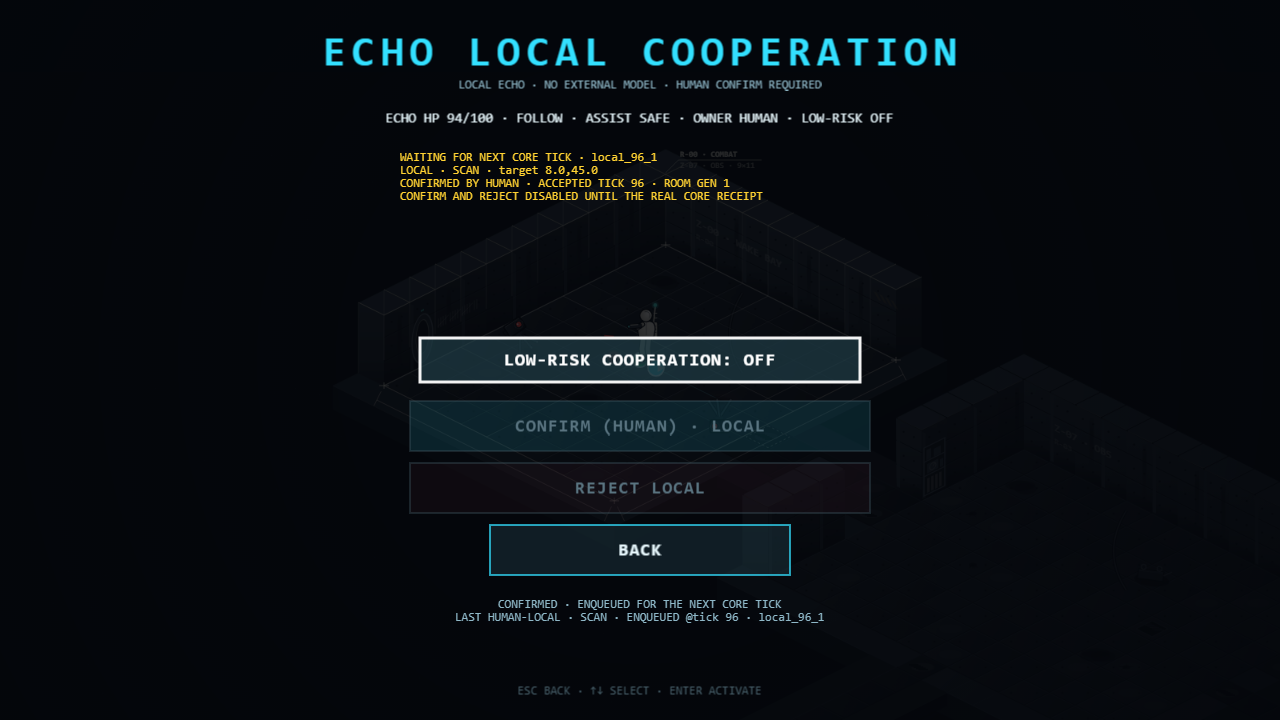 ECHO LOCAL COOPERATION
LOCAL ECHO · NO EXTERNAL MODEL · HUMAN CONFIRM REQUIRED
ECHO HP 94/100 · FOLLOW · ASSIST SAFE · OWNER HUMAN · LOW-RISK OFF
WAITING FOR NEXT CORE TICK · local_96_1
LOCAL · SCAN · target 8.0,45.0
CONFIRMED BY HUMAN · ACCEPTED TICK 96 · ROOM GEN 1
CONFIRM AND REJECT DISABLED UNTIL THE REAL CORE RECEIPT
LOW-RISK COOPERATION: OFF
CONFIRM (HUMAN) · LOCAL
REJECT LOCAL
BACK
CONFIRMED · ENQUEUED FOR THE NEXT CORE TICK
LAST HUMAN-LOCAL · SCAN · ENQUEUED @tick 96 · local_96_1
ESC BACK · ↑↓ SELECT · ENTER ACTIVATE